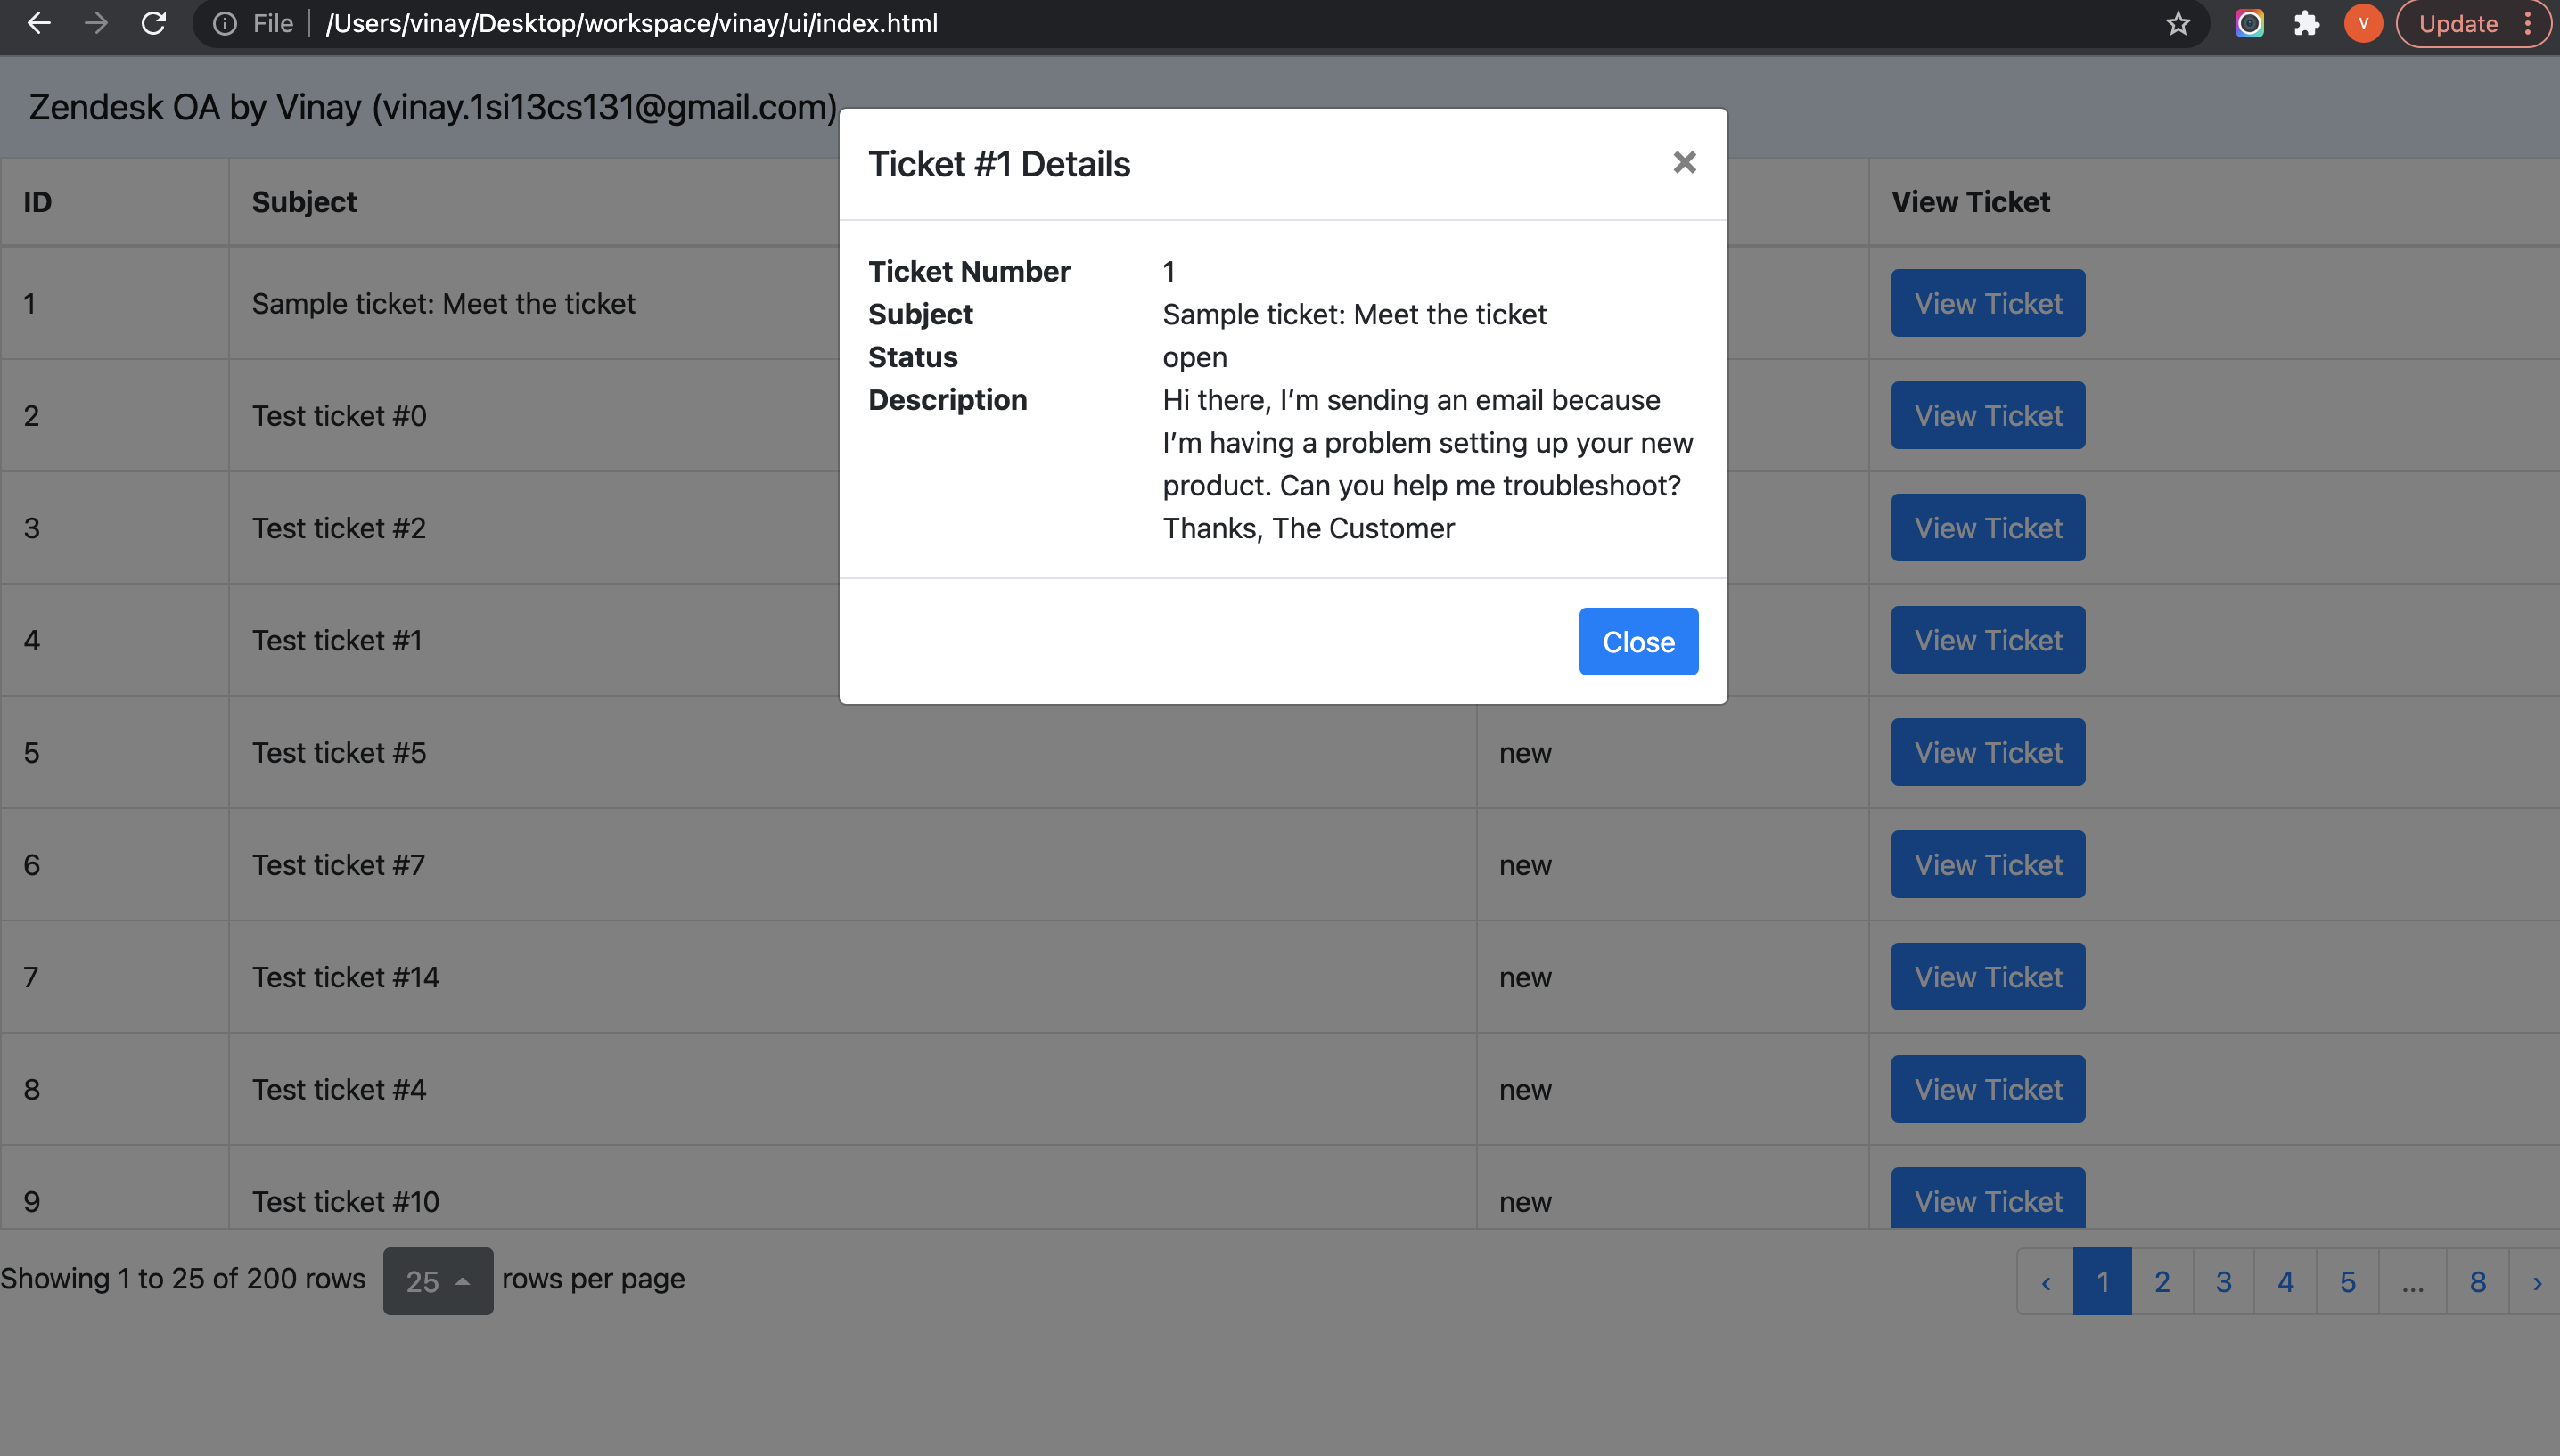 File /Users/vinay/Desktop/workspace/vinay/ui/index.html V Update
Zendesk OA by Vinay (vinay.1si13cs131@gmail.com)
Ticket #1 Details ×
Ticket Number 1
Subject Sample ticket: Meet the ticket
Status open
Description Hi there, I’m sending an email because
I’m having a problem setting up your new
product. Can you help me troubleshoot?
Thanks, The Customer
Close
ID Subject View Ticket
1 Sample ticket: Meet the ticket View Ticket
2 Test ticket #0 View Ticket
3 Test ticket #2 View Ticket
4 Test ticket #1 View Ticket
5 Test ticket #5 new View Ticket
6 Test ticket #7 new View Ticket
7 Test ticket #14 new View Ticket
8 Test ticket #4 new View Ticket
9 Test ticket #10 new View Ticket
Showing 1 to 25 of 200 rows 25 rows per page ‹ 1 2 3 4 5 ... 8 ›